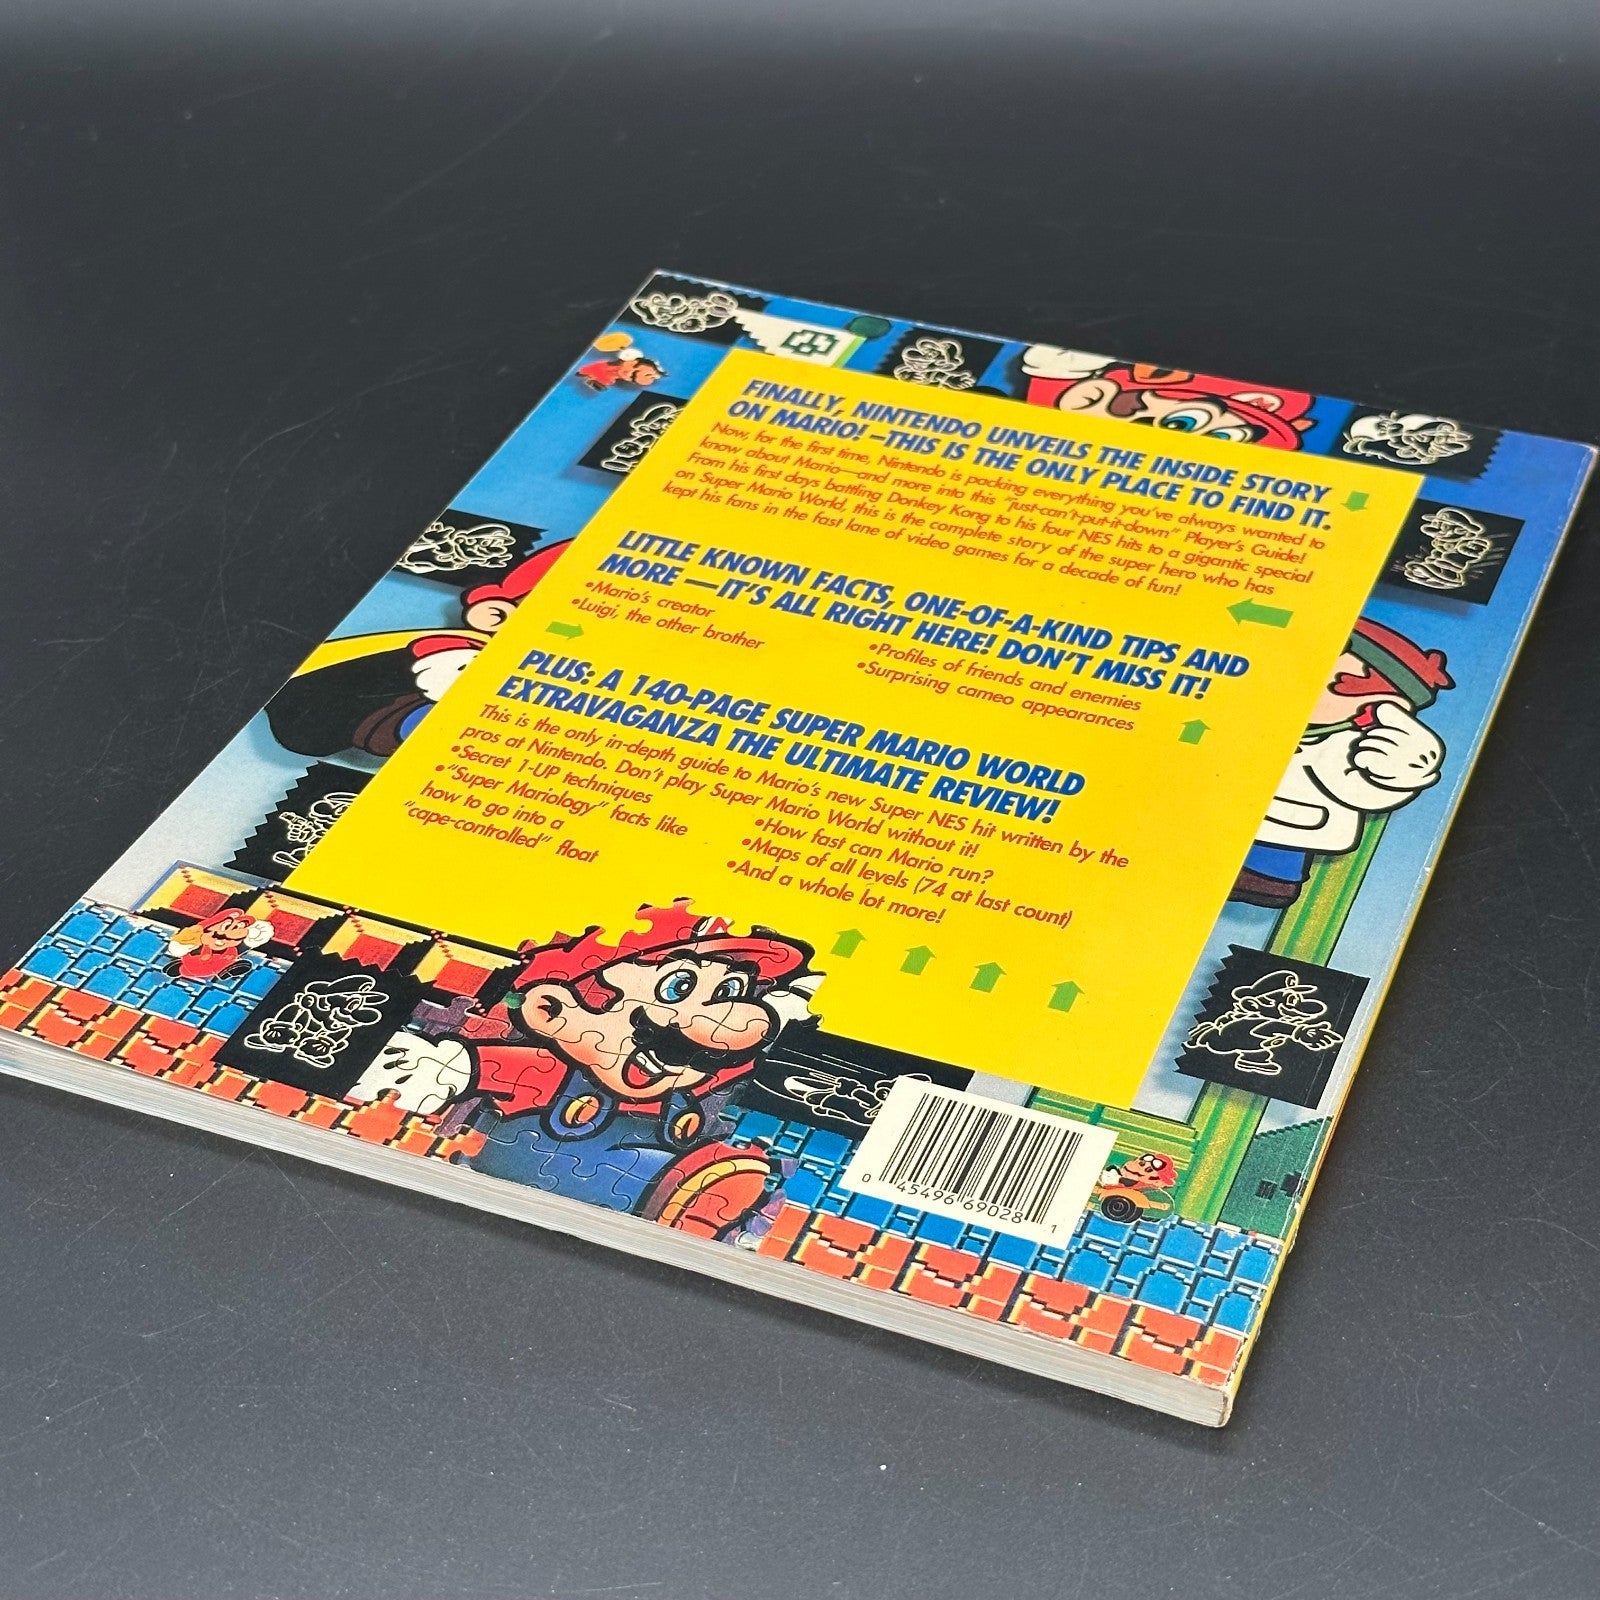 FINALLY, NINTENDO UNVEILS THE INSIDE STORY
ON MARIO! –THIS IS THE ONLY PLACE TO FIND IT.
Now, for the first time, Nintendo is packing everything you've always wanted to
know about Mario—and more into this "just-can't-put-it-down" Player's Guide!
From his first days battling Donkey Kong to his four NES hits to a gigantic special
on Super Mario World, this is the complete story of the super hero who has
kept his fans in the fast lane of video games for a decade of fun!
LITTLE KNOWN FACTS, ONE-OF-A-KIND TIPS AND
MORE —IT'S ALL RIGHT HERE! DON'T MISS IT!
•Mario's creator
•Luigi, the other brother
•Profiles of friends and enemies
•Surprising cameo appearances
PLUS: A 140-PAGE SUPER MARIO WORLD
EXTRAVAGANZA THE ULTIMATE REVIEW!
This is the only in-depth guide to Mario's new Super NES hit written by the
pros at Nintendo. Don't play Super Mario World without it!
•Secret 1-UP techniques
•"Super Mariology" facts like
how to go into a
"cape-controlled" float
•How fast can Mario run?
•Maps of all levels (74 at last count)
•And a whole lot more!
M
M
0 45496 69028 1